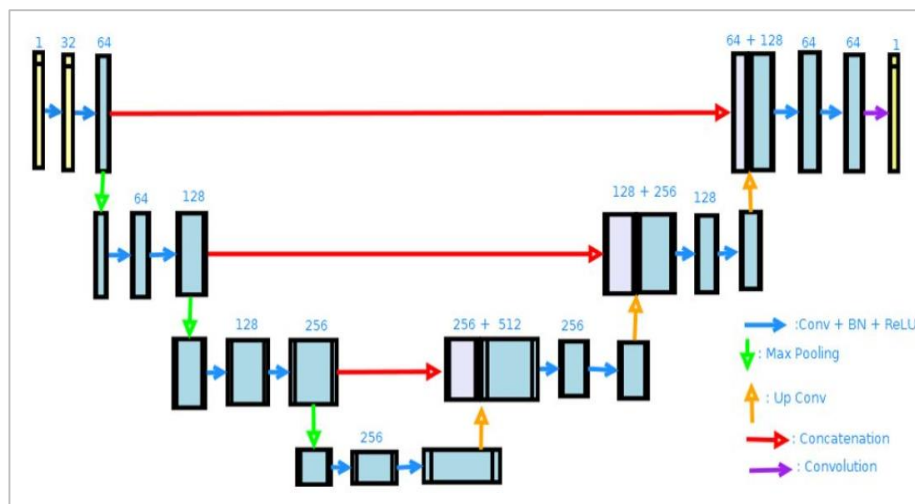 1 32 64
64 + 128 64 64 1
64 128
128 + 256 128
128 256
256 + 512 256
256
:Conv + BN + ReLU
: Max Pooling
: Up Conv
: Concatenation
: Convolution